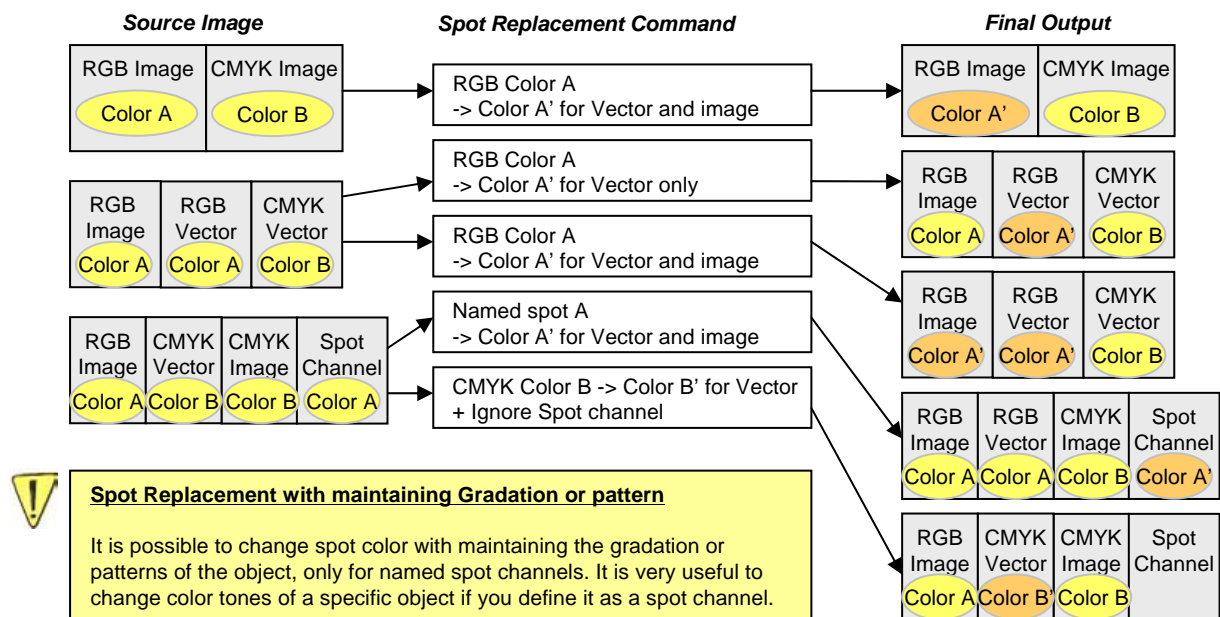 Source Image
Spot Replacement Command
Final Output
RGB Image
CMYK Image
Color A
Color B
RGB Color A
-> Color A’ for Vector and image
RGB Image
CMYK Image
Color A’
Color B
RGB
Image
Color A
RGB
Vector
Color A
CMYK
Vector
Color B
RGB Color A
-> Color A’ for Vector only
RGB
Image
Color A
RGB
Vector
Color A’
CMYK
Vector
Color B
RGB Color A
-> Color A’ for Vector and image
RGB
Image
Color A’
RGB
Vector
Color A’
CMYK
Vector
Color B
RGB
Image
Color A
CMYK
Vector
Color B
CMYK
Image
Color B
Spot
Channel
Color A
Named spot A
-> Color A’ for Vector and image
RGB
Image
Color A
RGB
Vector
Color A
CMYK
Image
Color B
Spot
Channel
Color A’
CMYK Color B -> Color B’ for Vector
+ Ignore Spot channel
RGB
Image
Color A
CMYK
Vector
Color B’
CMYK
Image
Color B
Spot
Channel
!
Spot Replacement with maintaining Gradation or pattern
It is possible to change spot color with maintaining the gradation or
patterns of the object, only for named spot channels. It is very useful to
change color tones of a specific object if you define it as a spot channel.